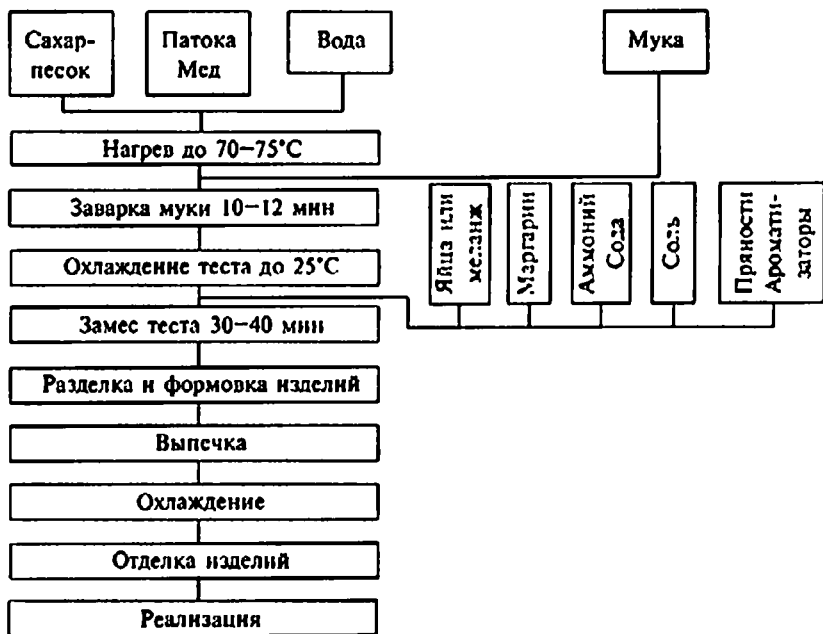 Сахар-
песок
Патока
Мед
Вода
Мука
Нагрев до 70–75°С
Заварка муки 10–12 мин
Охлаждение теста до 25°С
Яйца или
меланж
Маргарин
Аммоний
Сода
Соль
Пряности
Аромати-
заторы
Замес теста 30–40 мин
Разделка и формовка изделий
Выпечка
Охлаждение
Отделка изделий
Реализация